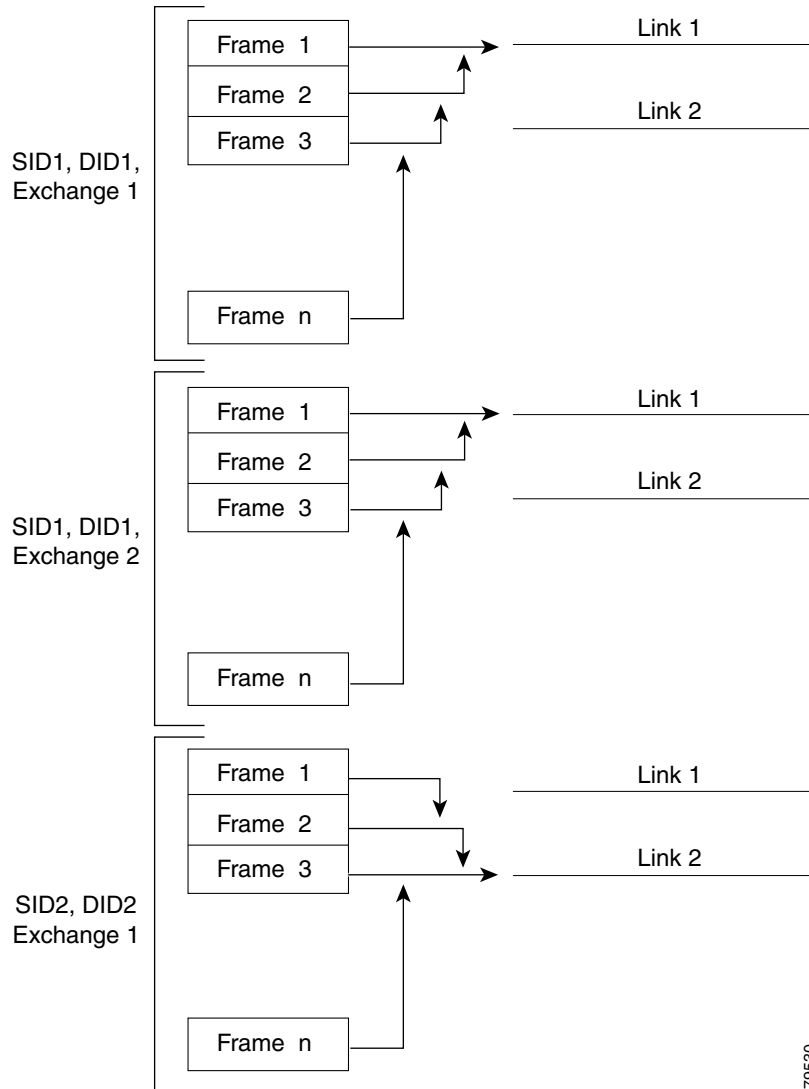 Frame 1
Frame 2
Frame 3
Frame n
SID1, DID1,
Exchange 1
Link 1
Link 2
Frame 1
Frame 2
Frame 3
Frame n
SID1, DID1,
Exchange 2
Link 1
Link 2
Frame 1
Frame 2
Frame 3
Frame n
SID2, DID2
Exchange 1
Link 1
Link 2